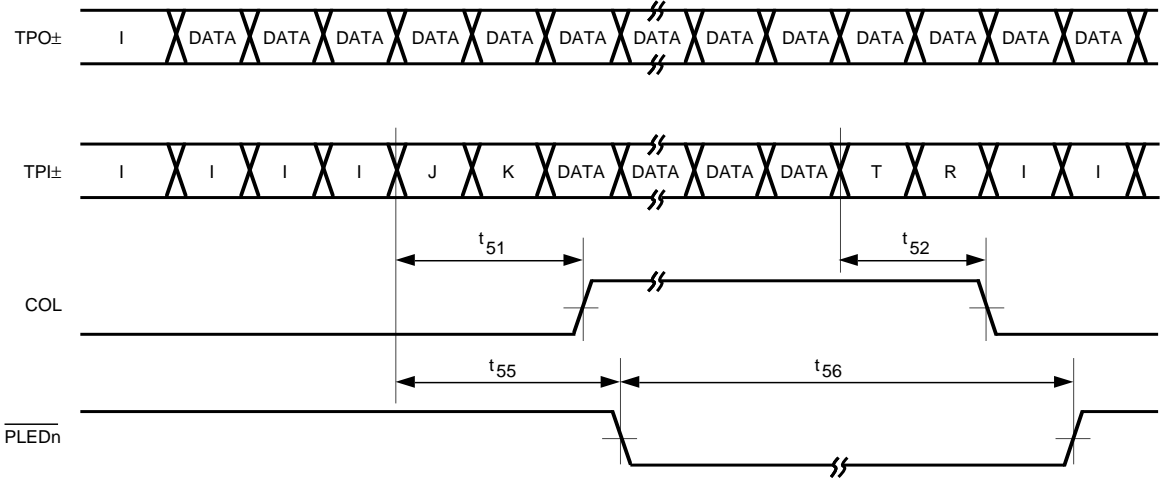 TPO± I DATA DATA DATA DATA DATA DATA DATA DATA DATA DATA DATA DATA DATA
TPI± I I I I J K DATA DATA DATA DATA T R I I
t51 t52
COL
t55 t56
PLEDn